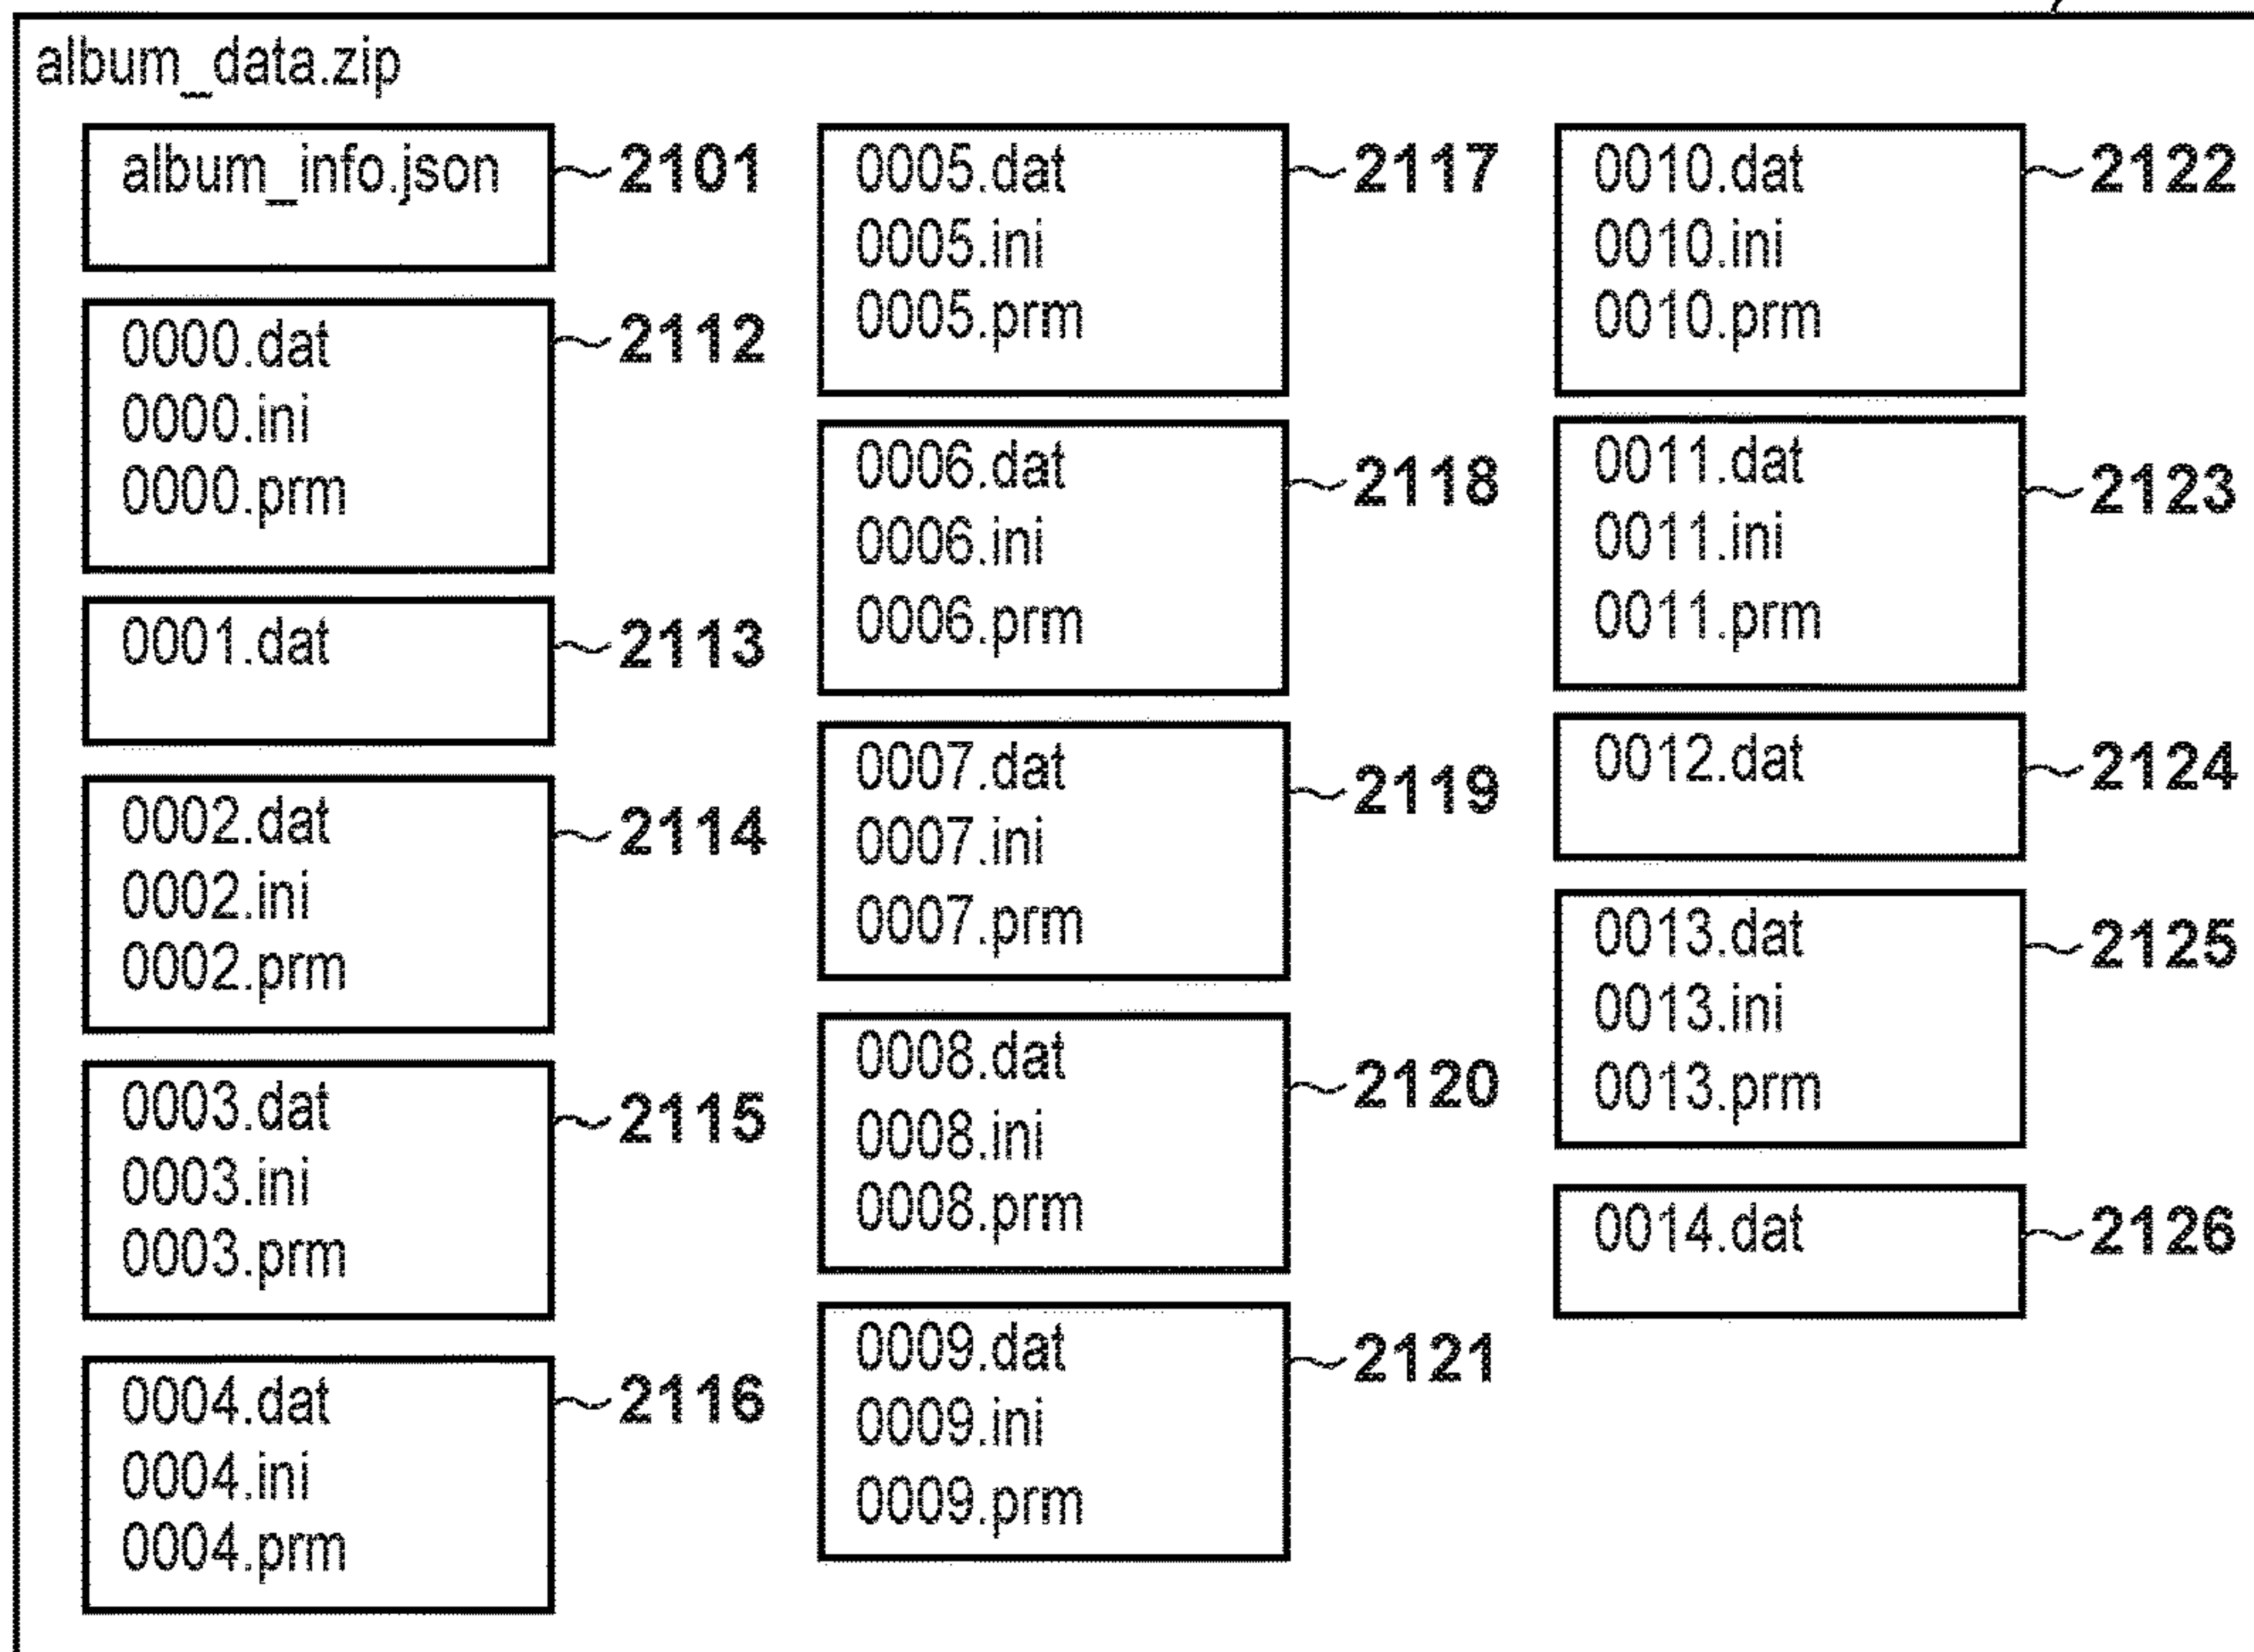 album_data.zip
album_info.json
2101
0000.dat
2112
0000.ini
0000.prm
0001.dat
2113
0002.dat
2114
0002.ini
0002.prm
0003.dat
2115
0003.ini
0003.prm
0004.dat
2116
0004.ini
0004.prm
0005.dat
2117
0005.ini
0005.prm
0006.dat
2118
0006.ini
0006.prm
0007.dat
2119
0007.ini
0007.prm
0008.dat
2120
0008.ini
0008.prm
0009.dat
2121
0009.ini
0009.prm
0010.dat
2122
0010.ini
0010.prm
0011.dat
2123
0011.ini
0011.prm
0012.dat
2124
0013.dat
2125
0013.ini
0013.prm
0014.dat
2126